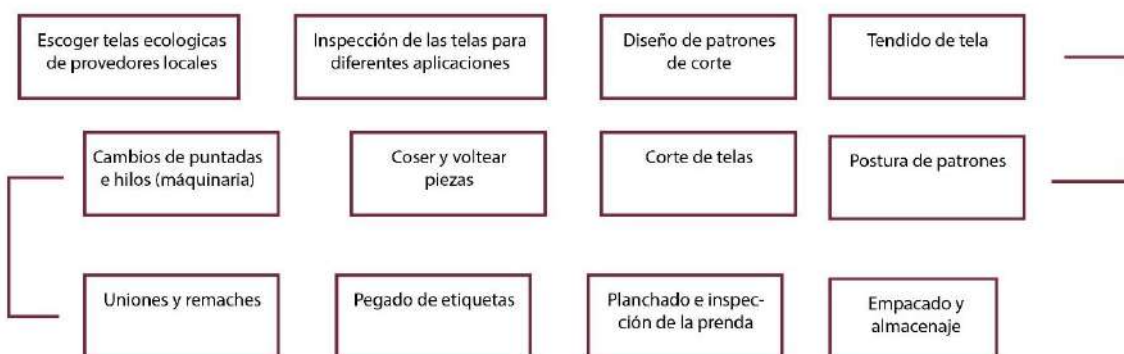 Escoger telas ecologicas
de provedores locales
Inspección de las telas para
diferentes aplicaciones
Diseño de patrones
de corte
Tendido de tela
Cambios de puntadas
e hilos (máquinaria)
Coser y voltear
piezas
Corte de telas
Postura de patrones
Uniones y remaches
Pegado de etiquetas
Planchado e inspec-
ción de la prenda
Empacado y
almacenaje